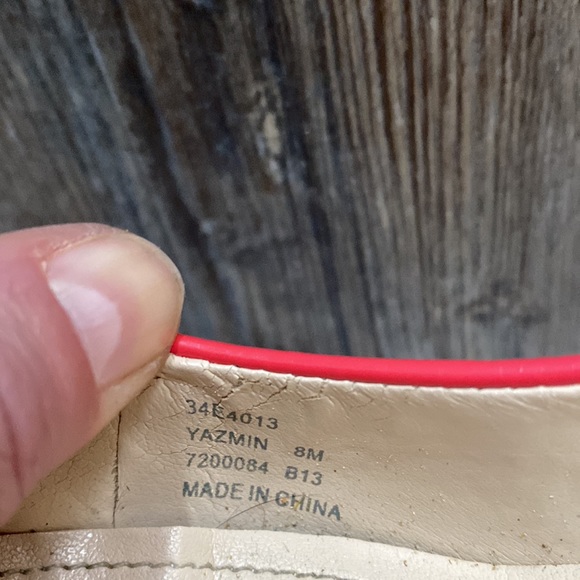 34E4013
YAZMIN 8M
7200084 B13
MADE IN CHINA